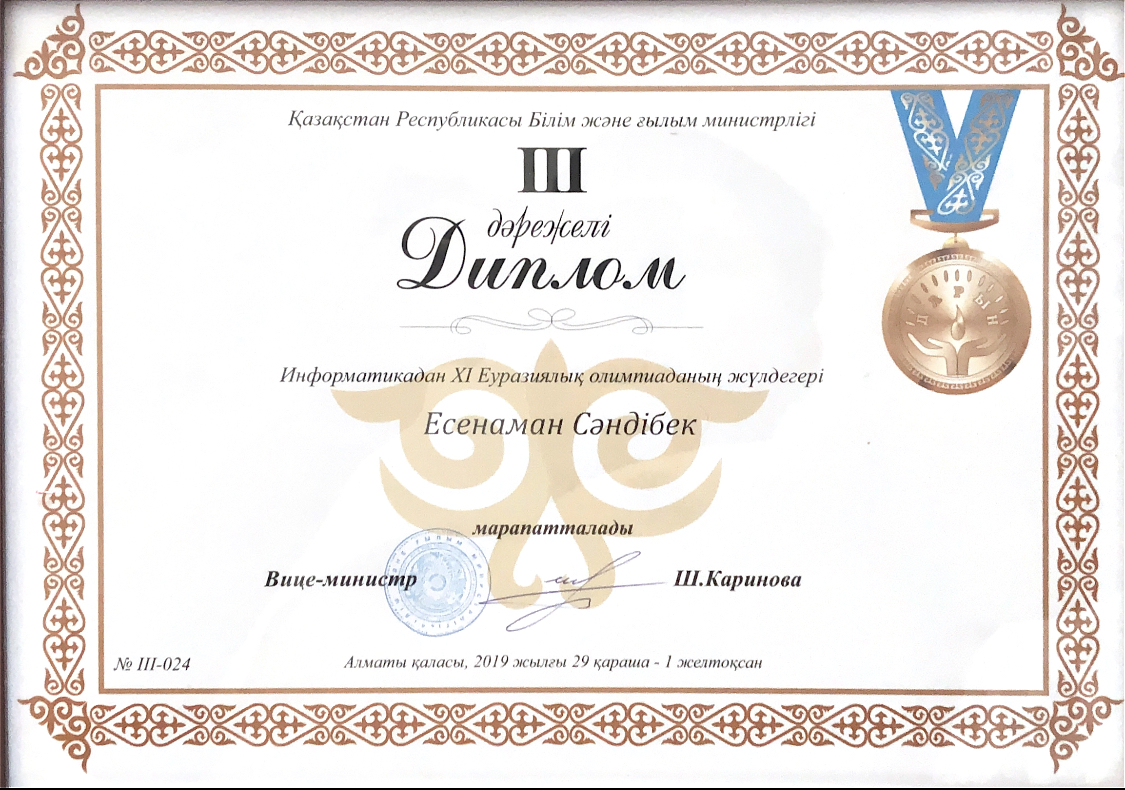 Қазақстан Республикасы Білім және ғылым министрлігі
III
дәрежелі
Диплом
ДАРЫН
Информатикадан XI Еуразиялық олимпиаданың жүлдегері
Есенаман Сәндібек
марапатталады
Вице-министр
Ш.Каринова
№ III-024
Алматы қаласы, 2019 жылғы 29 қараша - 1 желтоқсан